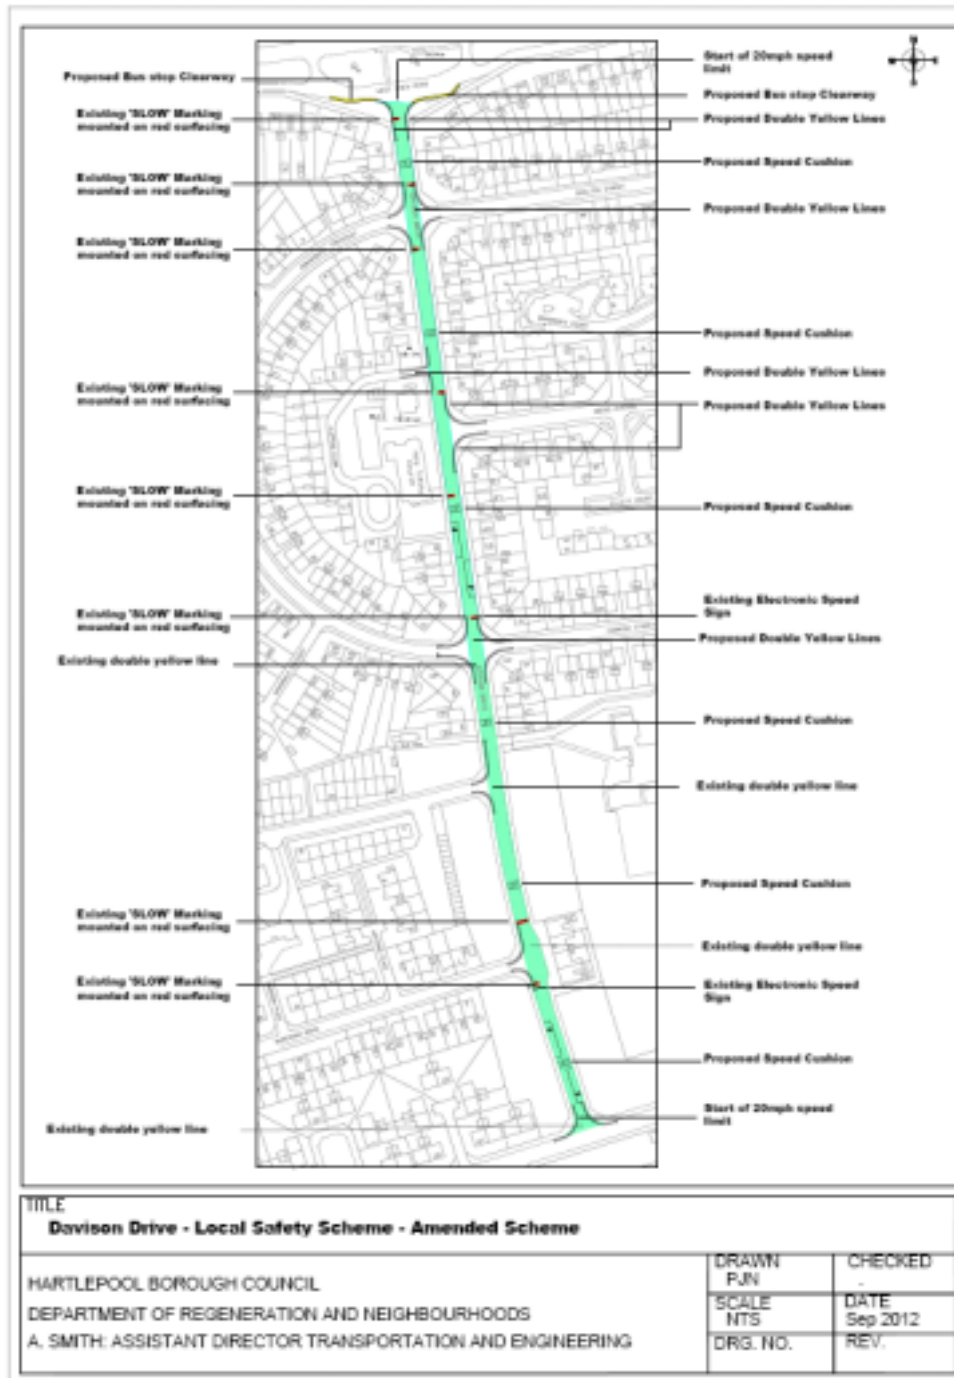 N
Proposed Bus stop Clearway
Existing 'SLOW' Marking
mounted on red surfacing
Existing 'SLOW' Marking
mounted on red surfacing
Existing 'SLOW' Marking
mounted on red surfacing
Existing 'SLOW' Marking
mounted on red surfacing
Existing 'SLOW' Marking
mounted on red surfacing
Existing 'SLOW' Marking
mounted on red surfacing
Existing double yellow line
Existing 'SLOW' Marking
mounted on red surfacing
Existing 'SLOW' Marking
mounted on red surfacing
Existing double yellow line
Start of 20mph speed
limit
Proposed Bus stop Clearway
Proposed Double Yellow Lines
Proposed Speed Cushion
Proposed Double Yellow Lines
Proposed Speed Cushion
Proposed Double Yellow Lines
Proposed Double Yellow Lines
Proposed Speed Cushion
Existing Electronic Speed
Sign
Proposed Double Yellow Lines
Proposed Speed Cushion
Existing double yellow line
Proposed Speed Cushion
Existing double yellow line
Existing Electronic Speed
Sign
Proposed Speed Cushion
Start of 20mph speed
limit
TITLE
Davison Drive - Local Safety Scheme - Amended Scheme
HARTLEPOOL BOROUGH COUNCIL
DEPARTMENT OF REGENERATION AND NEIGHBOURHOODS
A. SMITH: ASSISTANT DIRECTOR TRANSPORTATION AND ENGINEERING
DRAWN
PJN
CHECKED
SCALE
NTS
DATE
Sep 2012
DRG. NO.
REV.